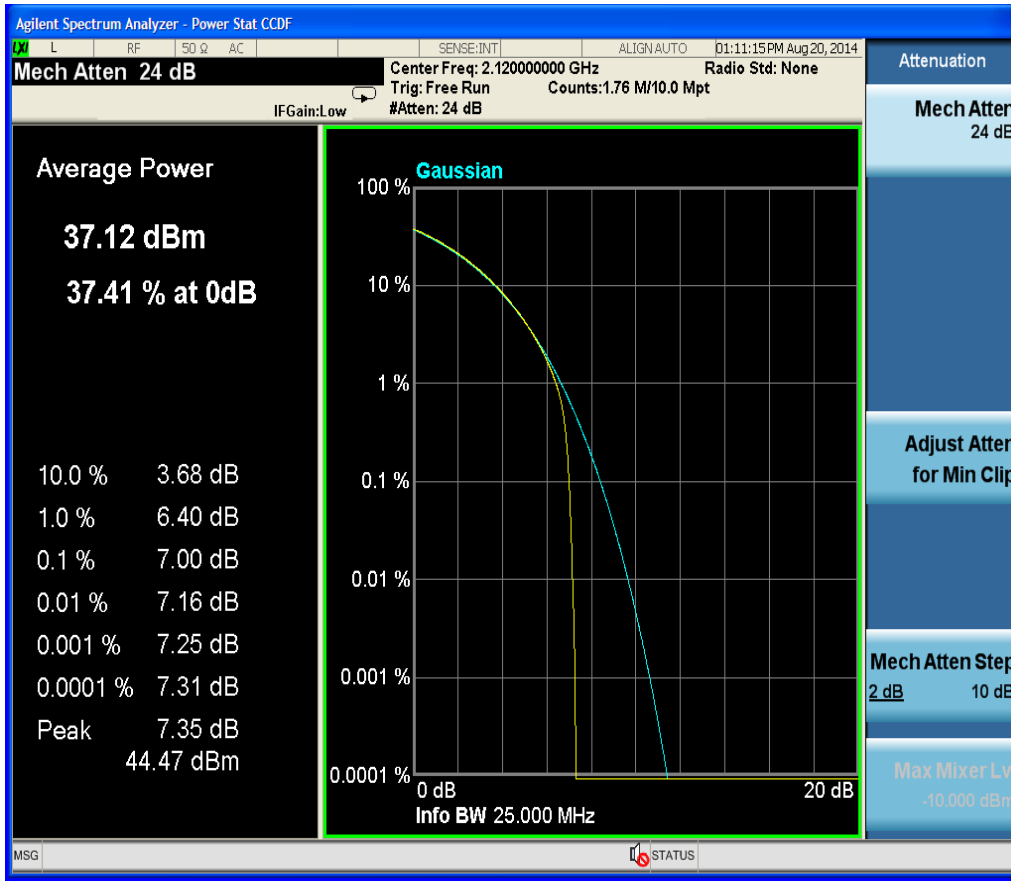 Agilent Spectrum Analyzer - Power Stat CCDF
LXI L RF 50 Ω AC SENSE:INT ALIGN AUTO 01:11:15 PM Aug 20, 2014
Mech Atten 24 dB
Center Freq: 2.120000000 GHz Radio Std: None
Trig: Free Run Counts:1.76 M/10.0 Mpt
IFGain:Low #Atten: 24 dB
Average Power
37.12 dBm
37.41 % at 0dB
10.0 % 3.68 dB
1.0 % 6.40 dB
0.1 % 7.00 dB
0.01 % 7.16 dB
0.001 % 7.25 dB
0.0001 % 7.31 dB
Peak 7.35 dB
44.47 dBm
Gaussian
100 %
10 %
1 %
0.1 %
0.01 %
0.001 %
0.0001 %
0 dB 20 dB
Info BW 25.000 MHz
Attenuation
Mech Atten
24 dB
Adjust Atten
for Min Clip
Mech Atten Step
2 dB 10 dB
Max Mixer Lv
-10.000 dBm
MSG STATUS